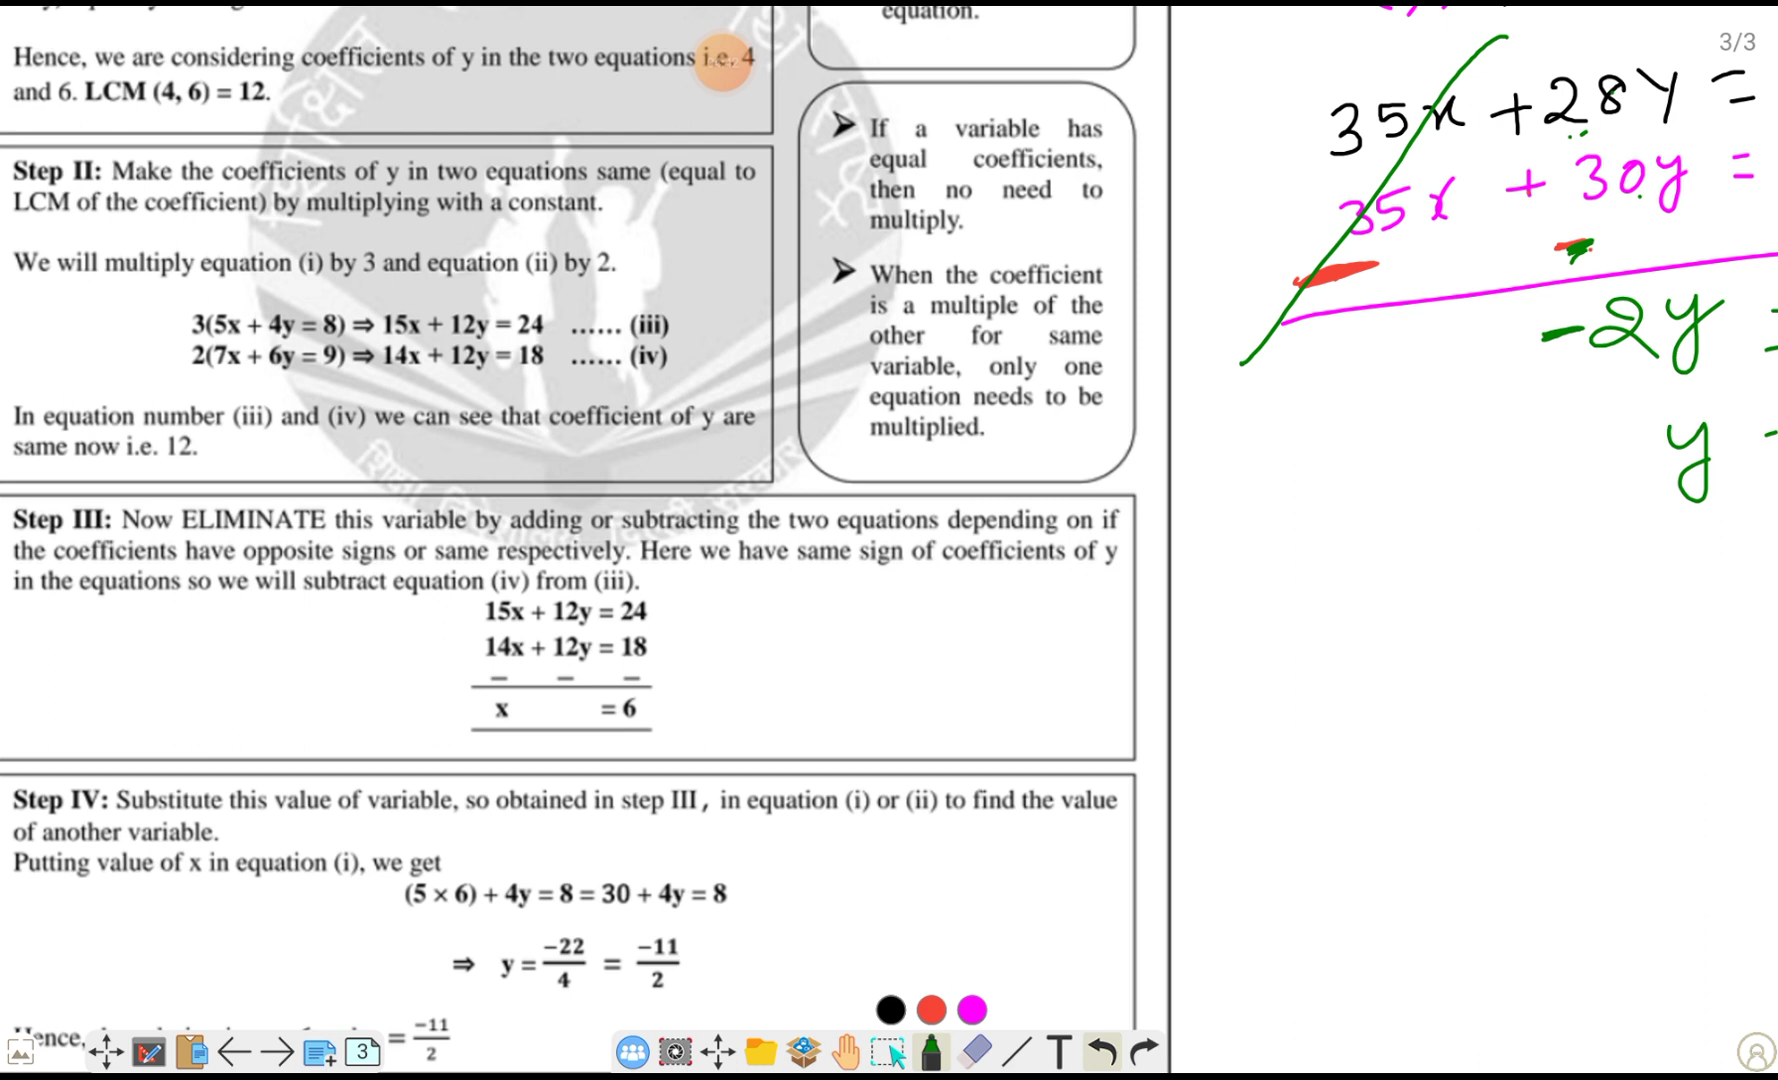 equation.
Hence, we are considering coefficients of y in the two equations i.e. 4
and 6. LCM (4, 6) = 12.
Step II: Make the coefficients of y in two equations same (equal to
LCM of the coefficient) by multiplying with a constant.
We will multiply equation (i) by 3 and equation (ii) by 2.
3(5x + 4y = 8) ⇒ 15x + 12y = 24 ...... (iii)
2(7x + 6y = 9) ⇒ 14x + 12y = 18 ...... (iv)
In equation number (iii) and (iv) we can see that coefficient of y are
same now i.e. 12.
➤ If a variable has
equal coefficients,
then no need to
multiply.
➤ When the coefficient
is a multiple of the
other for same
variable, only one
equation needs to be
multiplied.
Step III: Now ELIMINATE this variable by adding or subtracting the two equations depending on if
the coefficients have opposite signs or same respectively. Here we have same sign of coefficients of y
in the equations so we will subtract equation (iv) from (iii).
15x + 12y = 24
14x + 12y = 18
− − −
x = 6
Step IV: Substitute this value of variable, so obtained in step III, in equation (i) or (ii) to find the value
of another variable.
Putting value of x in equation (i), we get
(5 × 6) + 4y = 8 = 30 + 4y = 8
⇒ y = −22/4 = −11/2
= −11/2
3
T
3/3
35x + 28y =
35x + 30y =
-2y =
y